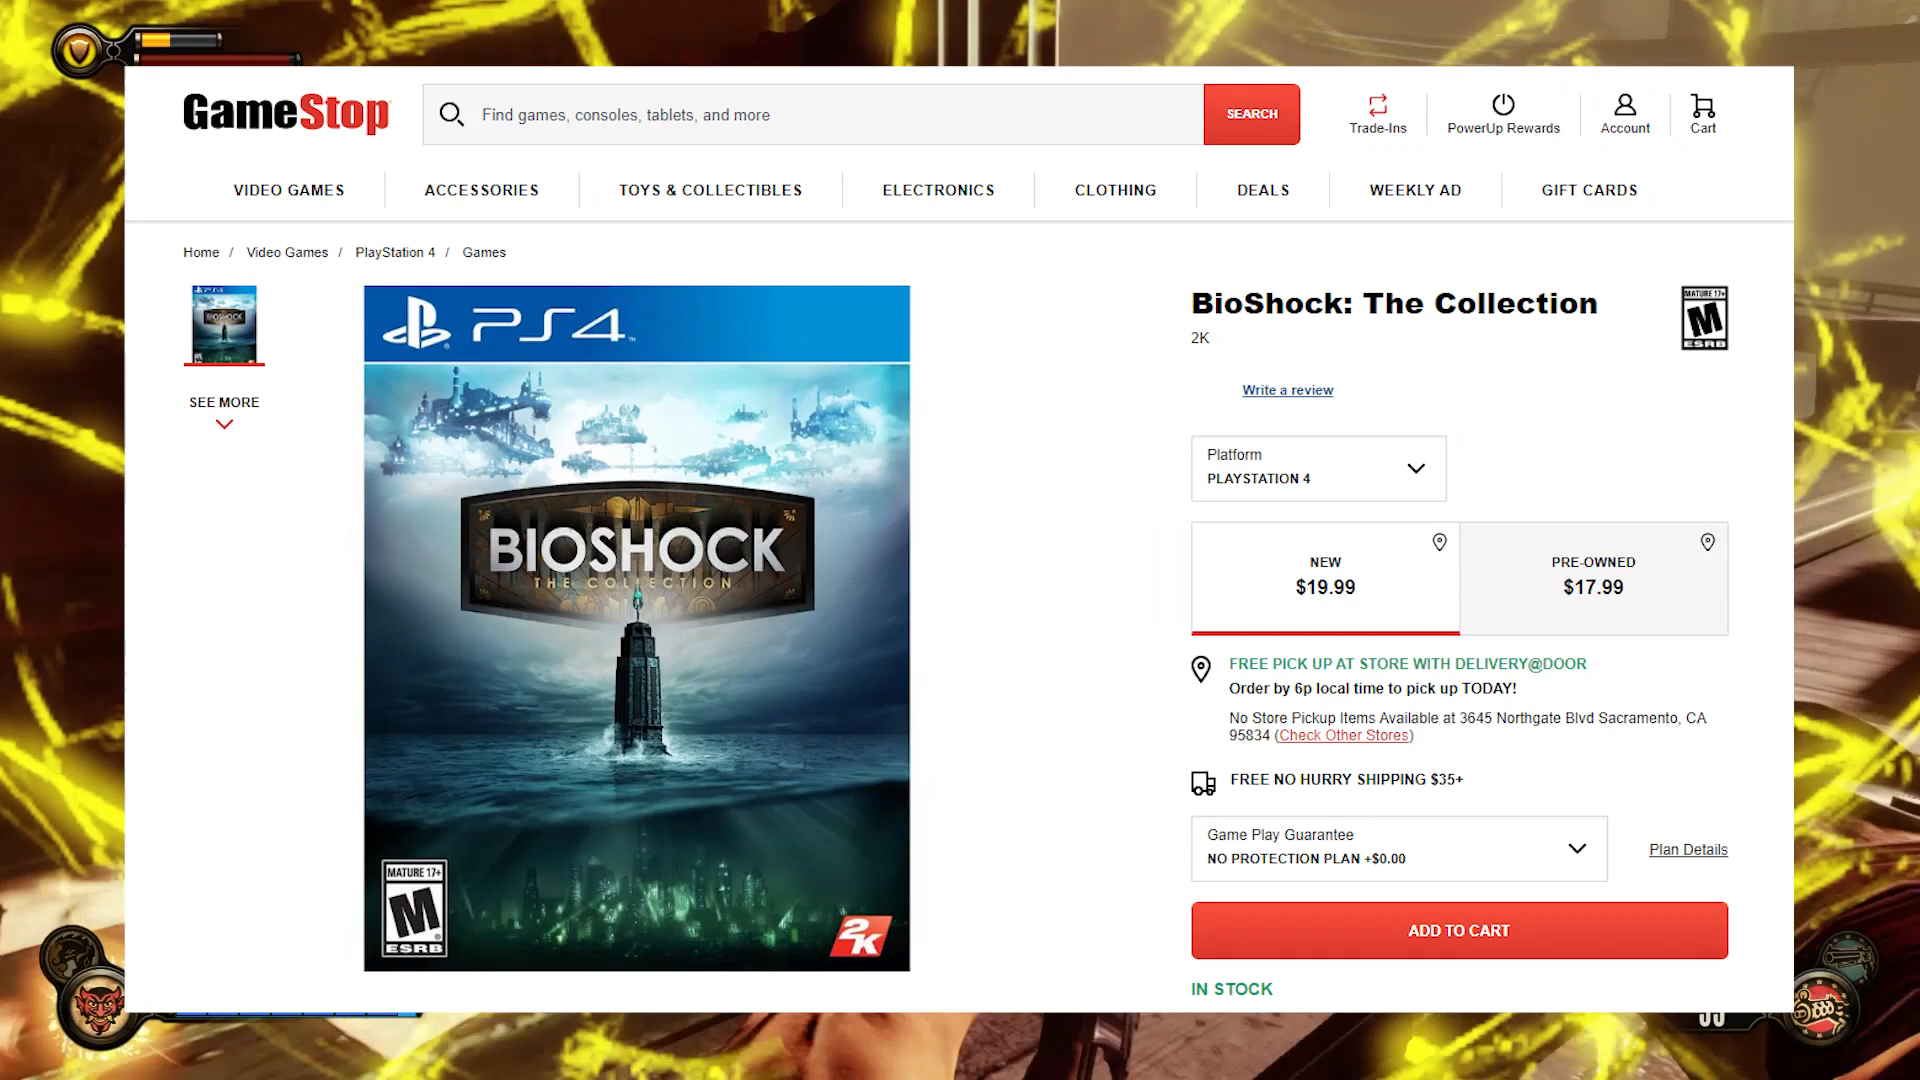 GameStop
Find games, consoles, tablets, and more
SEARCH
Trade-Ins
PowerUp Rewards
Account
Cart
VIDEO GAMES
ACCESSORIES
TOYS & COLLECTIBLES
ELECTRONICS
CLOTHING
DEALS
WEEKLY AD
GIFT CARDS
Home / Video Games / PlayStation 4 / Games
BIOSHOCK
SEE MORE
PS4
BIOSHOCK
THE COLLECTION
MATURE 17+
M
ESRB
2K
BioShock: The Collection
2K
MATURE 17+
M
ESRB
Write a review
Platform
PLAYSTATION 4
NEW
$19.99
PRE-OWNED
$17.99
FREE PICK UP AT STORE WITH DELIVERY@DOOR
Order by 6p local time to pick up TODAY!
No Store Pickup Items Available at 3645 Northgate Blvd Sacramento, CA
95834 (Check Other Stores)
FREE NO HURRY SHIPPING $35+
Game Play Guarantee
NO PROTECTION PLAN +$0.00
Plan Details
ADD TO CART
IN STOCK